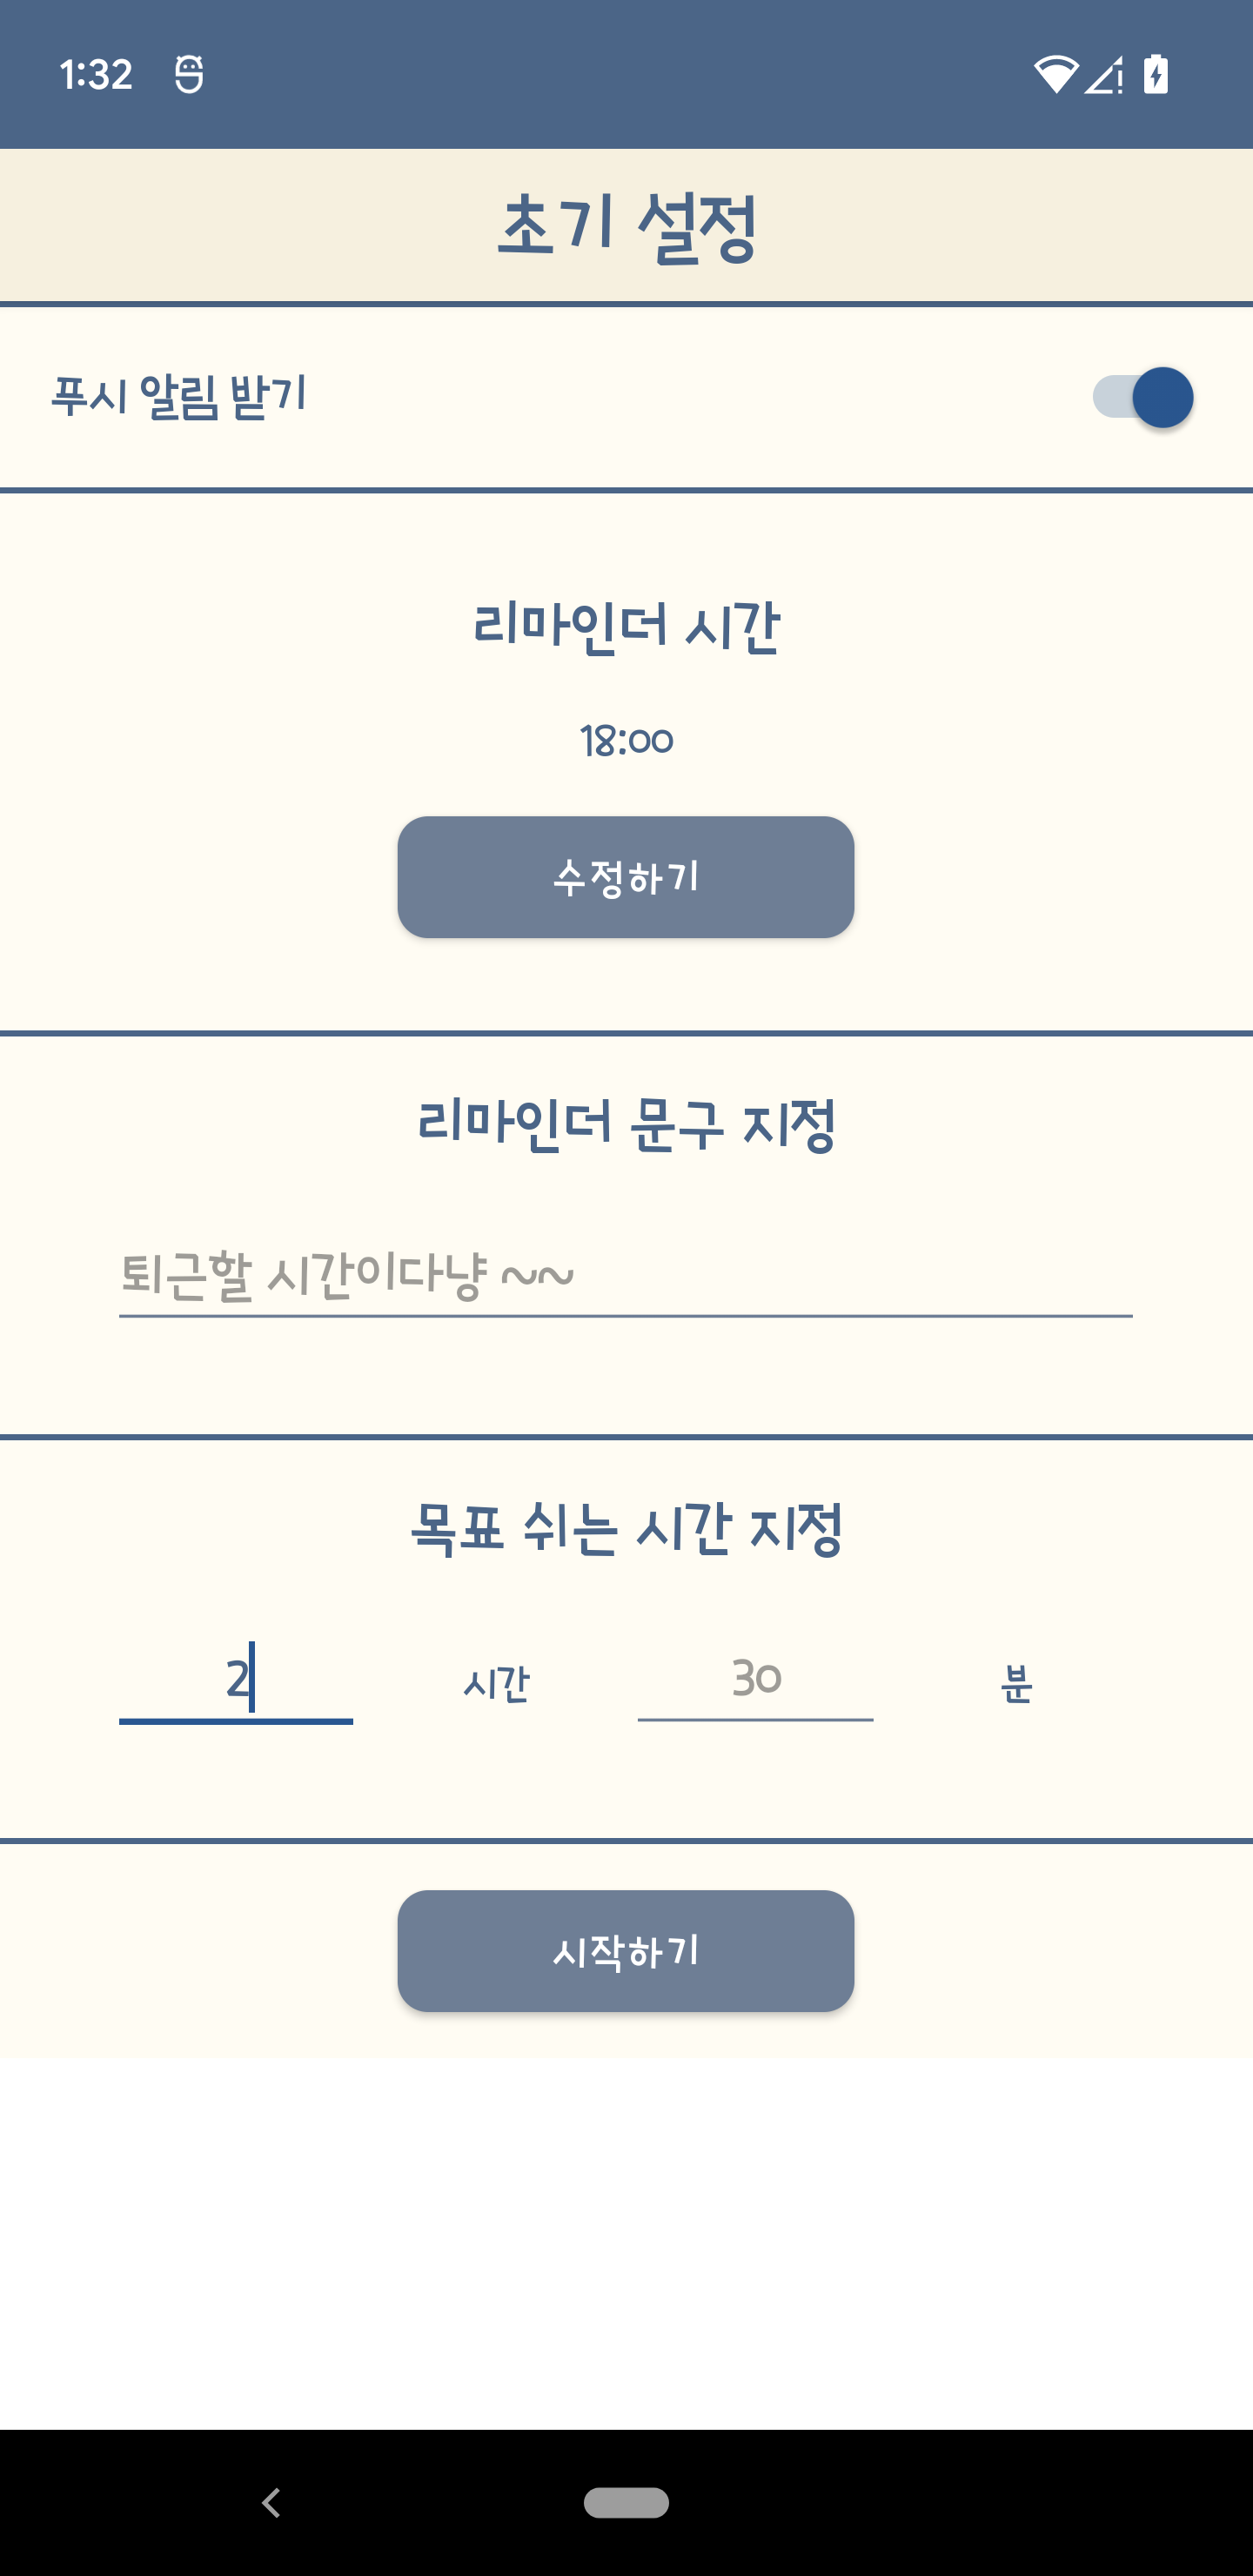 1:32
초기 설정
푸시 알림 받기
리마인더 시간
18:00
수정하기
리마인더 문구 지정
퇴근할 시간이다냥 ~~
목표 쉬는 시간 지정
2 시간 30 분
시작하기